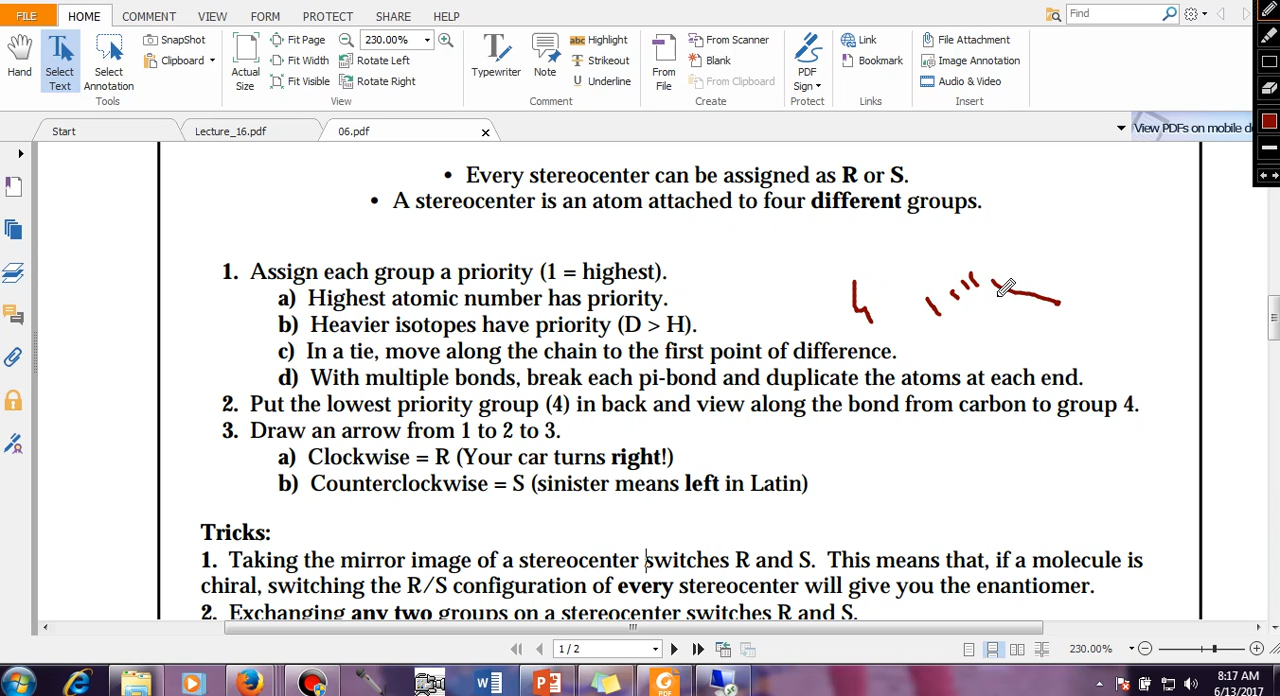 FILE HOME COMMENT VIEW FORM PROTECT SHARE HELP Find
SnapShot Fit Page 230.00% Highlight From Scanner Link File Attachment
Hand Select Text Select Annotation Clipboard Actual Size Fit Width Rotate Left Typewriter Note Strikeout From File Blank PDF Sign Bookmark Image Annotation
Fit Visible Rotate Right Underline From Clipboard Audio & Video
Tools View Comment Create Protect Links Insert
Start Lecture_16.pdf 06.pdf View PDFs on mobile d
• Every stereocenter can be assigned as R or S.
• A stereocenter is an atom attached to four different groups.
1. Assign each group a priority (1 = highest).
a) Highest atomic number has priority.
b) Heavier isotopes have priority (D > H).
c) In a tie, move along the chain to the first point of difference.
d) With multiple bonds, break each pi-bond and duplicate the atoms at each end.
2. Put the lowest priority group (4) in back and view along the bond from carbon to group 4.
3. Draw an arrow from 1 to 2 to 3.
a) Clockwise = R (Your car turns right!)
b) Counterclockwise = S (sinister means left in Latin)
Tricks:
1. Taking the mirror image of a stereocenter switches R and S. This means that, if a molecule is
chiral, switching the R/S configuration of every stereocenter will give you the enantiomer.
2. Exchanging any two groups on a stereocenter switches R and S.
1 / 2 230.00%
8:17 AM
6/13/2017